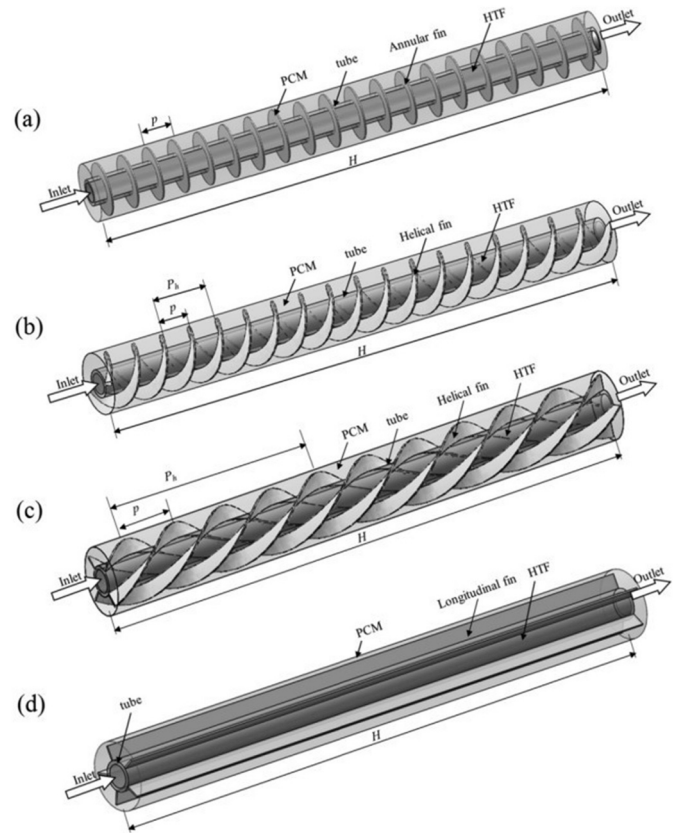 Outlet
HTF
Annular fin
tube
PCM
(a)
p
H
Inlet
Outlet
HTF
Helical fin
tube
PCM
Ph
(b)
p
H
Inlet
Outlet
HTF
Helical fin
tube
PCM
Ph
(c)
p
H
Inlet
Outlet
HTF
Longitudinal fin
PCM
(d)
tube
H
Inlet